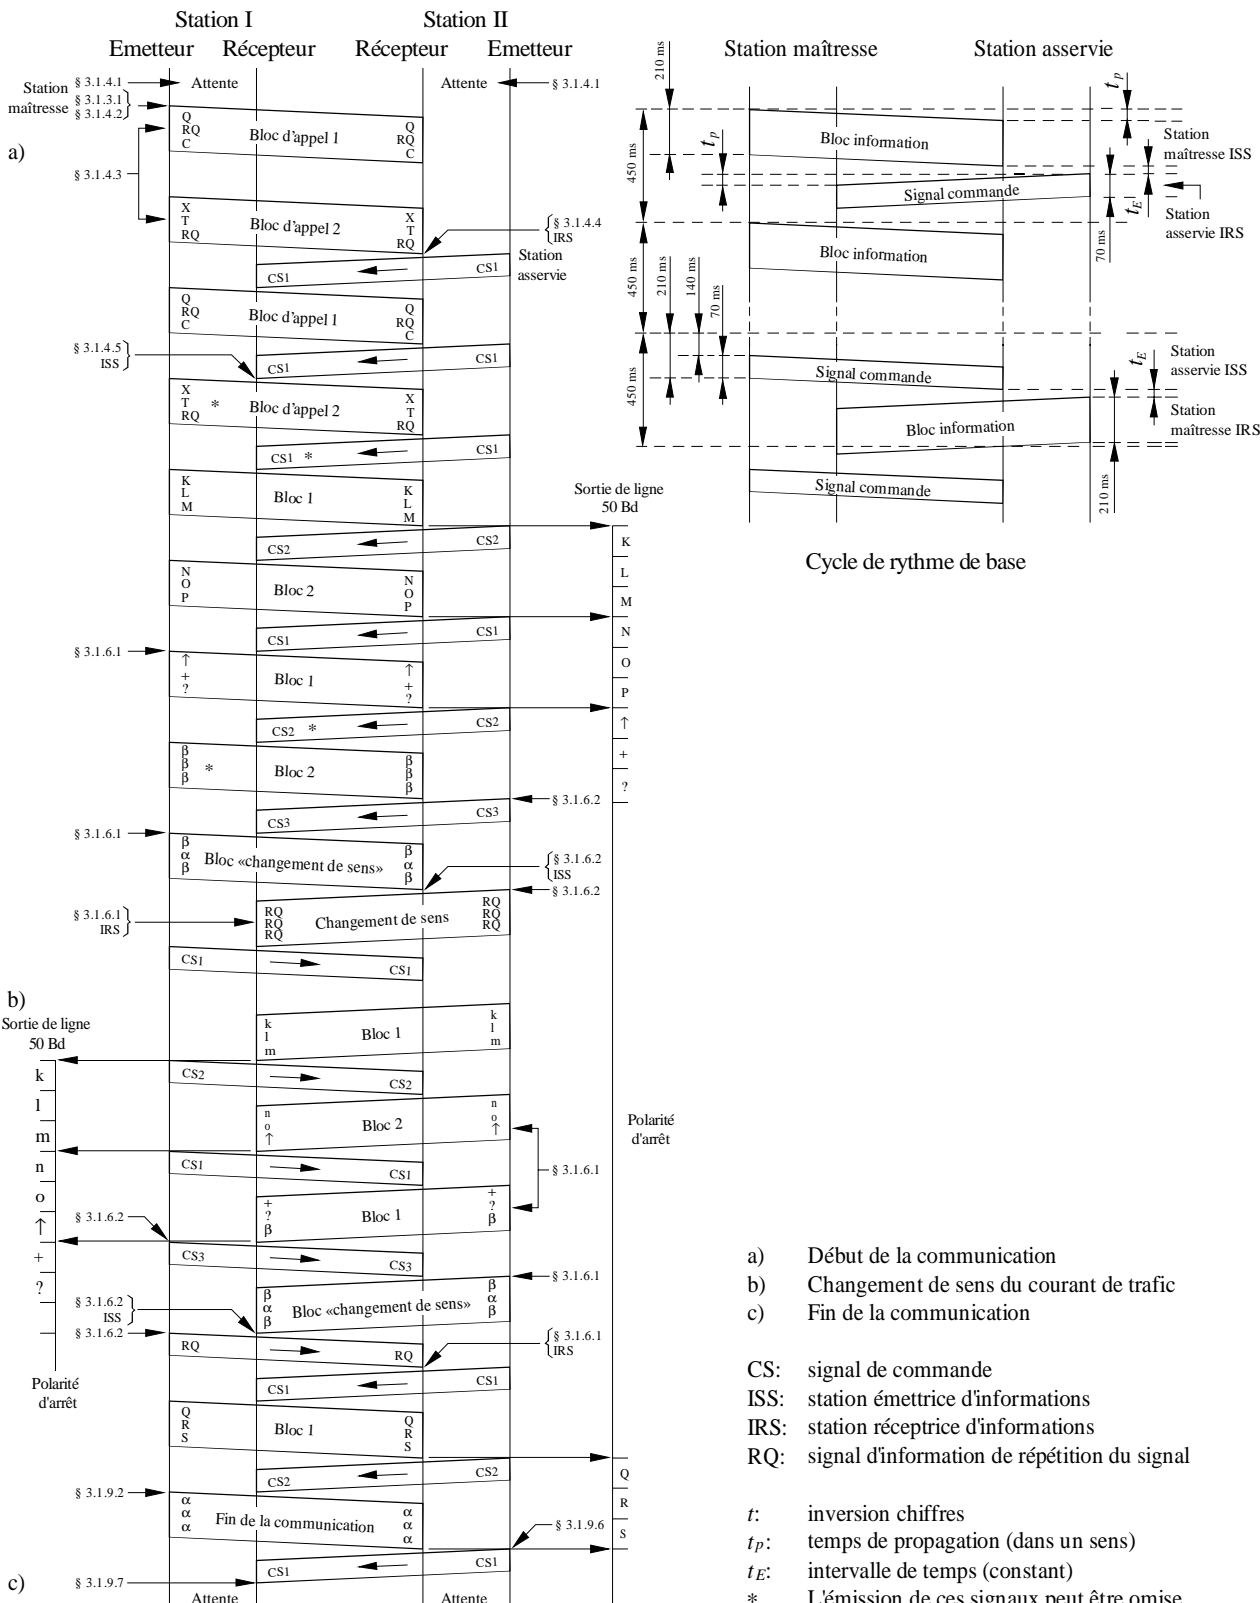 Station I
Station II
Emetteur
Récepteur
Récepteur
Emetteur
Station
maîtresse
§ 3.1.4.1
§ 3.1.3.1
§ 3.1.4.2
Attente
Attente
§ 3.1.4.1
a)
Q
RQ
C
Bloc d'appel 1
Q
RQ
C
§ 3.1.4.3
X
T
RQ
Bloc d'appel 2
X
T
RQ
§ 3.1.4.4
IRS
Station
asservie
CS1
CS1
Q
RQ
C
Bloc d'appel 1
Q
RQ
C
§ 3.1.4.5
ISS
CS1
CS1
X
T
RQ
*
Bloc d'appel 2
X
T
RQ
CS1 *
CS1
K
L
M
Bloc 1
K
L
M
Sortie de ligne
50 Bd
CS2
CS2
N
O
P
Bloc 2
N
O
P
CS1
CS1
§ 3.1.6.1
↑
+
?
Bloc 1
↑
+
?
CS2 *
CS2
β
β
β
*
Bloc 2
β
β
β
K
L
M
N
O
P
↑
+
?
CS3
CS3
§ 3.1.6.2
§ 3.1.6.1
β
α
β
Bloc «changement de sens»
β
α
β
§ 3.1.6.2
ISS
§ 3.1.6.2
§ 3.1.6.1
IRS
RQ
RQ
RQ
Changement de sens
RQ
RQ
RQ
CS1
CS1
b)
Sortie de ligne
50 Bd
k
l
m
Bloc 1
k
l
m
CS2
CS2
n
o
↑
Bloc 2
n
o
↑
CS1
CS1
§ 3.1.6.1
+
?
β
Bloc 1
+
?
β
k
l
m
n
o
↑
+
?
§ 3.1.6.2
CS3
CS3
§ 3.1.6.1
β
α
β
Bloc «changement de sens»
β
α
β
§ 3.1.6.2
ISS
§ 3.1.6.2
RQ
RQ
§ 3.1.6.1
IRS
Polarité
d'arrêt
Polarité
d'arrêt
CS1
CS1
Q
R
S
Bloc 1
Q
R
S
CS2
CS2
Q
R
S
§ 3.1.9.2
α
α
α
Fin de la communication
α
α
α
§ 3.1.9.6
CS1
CS1
c)
§ 3.1.9.7
Attente
Attente
Station maîtresse
Station asservie
210 ms
tp
450 ms
tp
Bloc information
Station
maîtresse ISS
Signal commande
tE
70 ms
Station
asservie IRS
Bloc information
450 ms
210 ms
140 ms
70 ms
450 ms
Signal commande
tE
Station
asservie ISS
Bloc information
Station
maîtresse IRS
210 ms
Signal commande
Cycle de rythme de base
a) Début de la communication
b) Changement de sens du courant de trafic
c) Fin de la communication
CS: signal de commande
ISS: station émettrice d'informations
IRS: station réceptrice d'informations
RQ: signal d'information de répétition du signal
t: inversion chiffres
tp: temps de propagation (dans un sens)
tE: intervalle de temps (constant)
* L'émission de ces signaux peut être omise